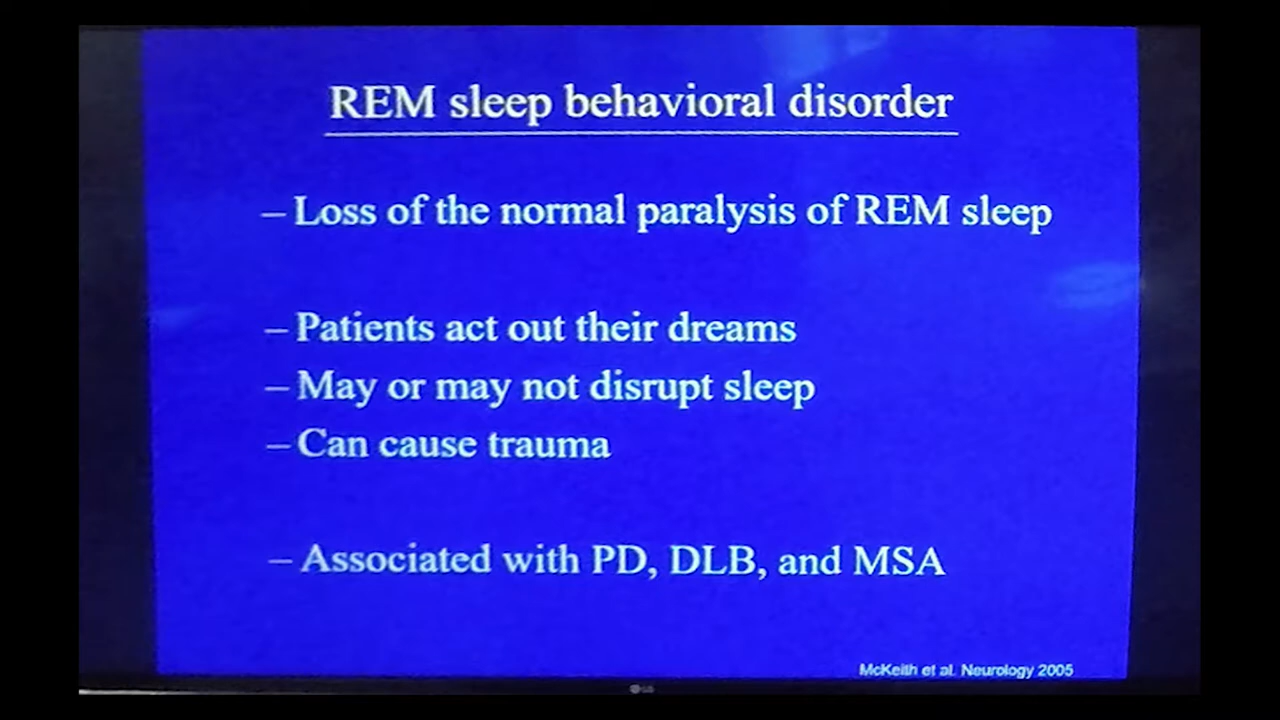 REM sleep behavioral disorder
– Loss of the normal paralysis of REM sleep
– Patients act out their dreams
– May or may not disrupt sleep
– Can cause trauma
– Associated with PD, DLB, and MSA
McKeith et al. Neurology 2005
LG